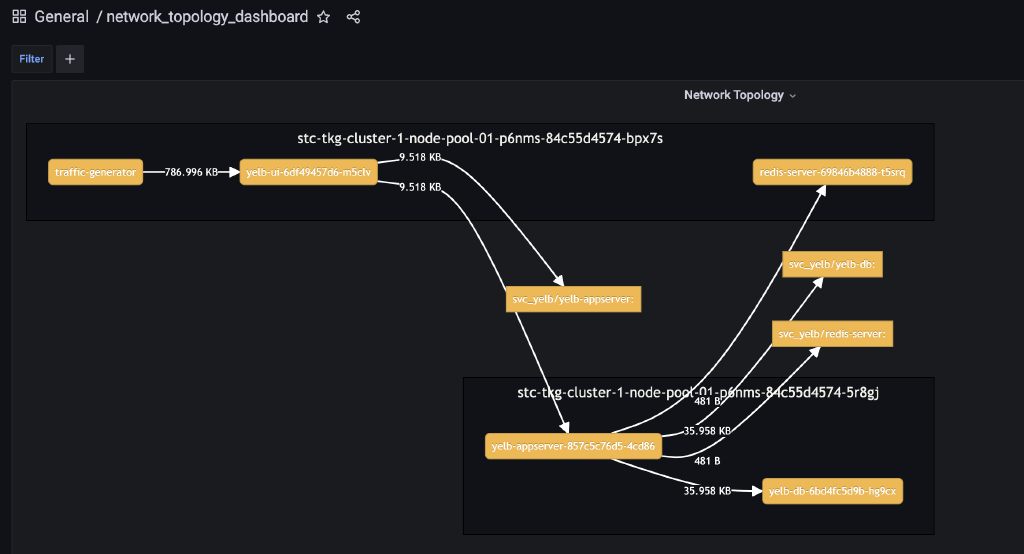 General / network_topology_dashboard
Filter +
Network Topology
stc-tkg-cluster-1-node-pool-01-p6nms-84c55d4574-bpx7s
traffic-generator
786.996 KB
yelb-ui-6df49457d6-m5clv
9.518 KB
9.518 KB
redis-server-69846b4888-t5srq
svc_yelb/yelb-db:
svc_yelb/yelb-appserver:
svc_yelb/redis-server:
stc-tkg-cluster-1-node-pool-01-p6nms-84c55d4574-5r8gj
481 B
35.958 KB
yelb-appserver-857c5c76d5-4cd86
481 B
35.958 KB
yelb-db-6bd4fc5d9b-hg9cx